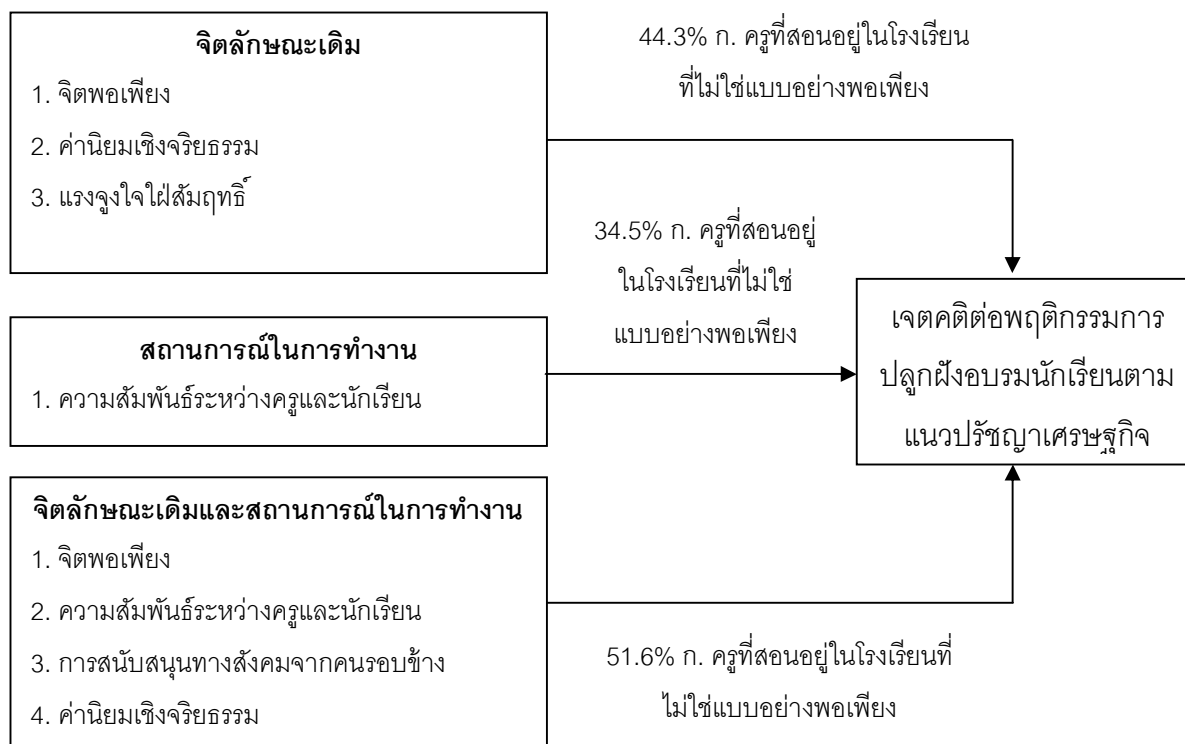 จิตลักษณะเดิม
1. จิตพอเพียง
2. ค่านิยมเชิงจริยธรรม
3. แรงจูงใจใฝ่สัมฤทธิ์
44.3% ก. ครูที่สอนอยู่ในโรงเรียน
ที่ไม่ใช่แบบอย่างพอเพียง
34.5% ก. ครูที่สอนอยู่
ในโรงเรียนที่ไม่ใช่
แบบอย่างพอเพียง
สถานการณ์ในการทำงาน
1. ความสัมพันธ์ระหว่างครูและนักเรียน
เจตคติต่อพฤติกรรมการ
ปลูกฝังอบรมนักเรียนตาม
แนวปรัชญาเศรษฐกิจ
จิตลักษณะเดิมและสถานการณ์ในการทำงาน
1. จิตพอเพียง
2. ความสัมพันธ์ระหว่างครูและนักเรียน
3. การสนับสนุนทางสังคมจากคนรอบข้าง
4. ค่านิยมเชิงจริยธรรม
51.6% ก. ครูที่สอนอยู่ในโรงเรียนที่
ไม่ใช่แบบอย่างพอเพียง